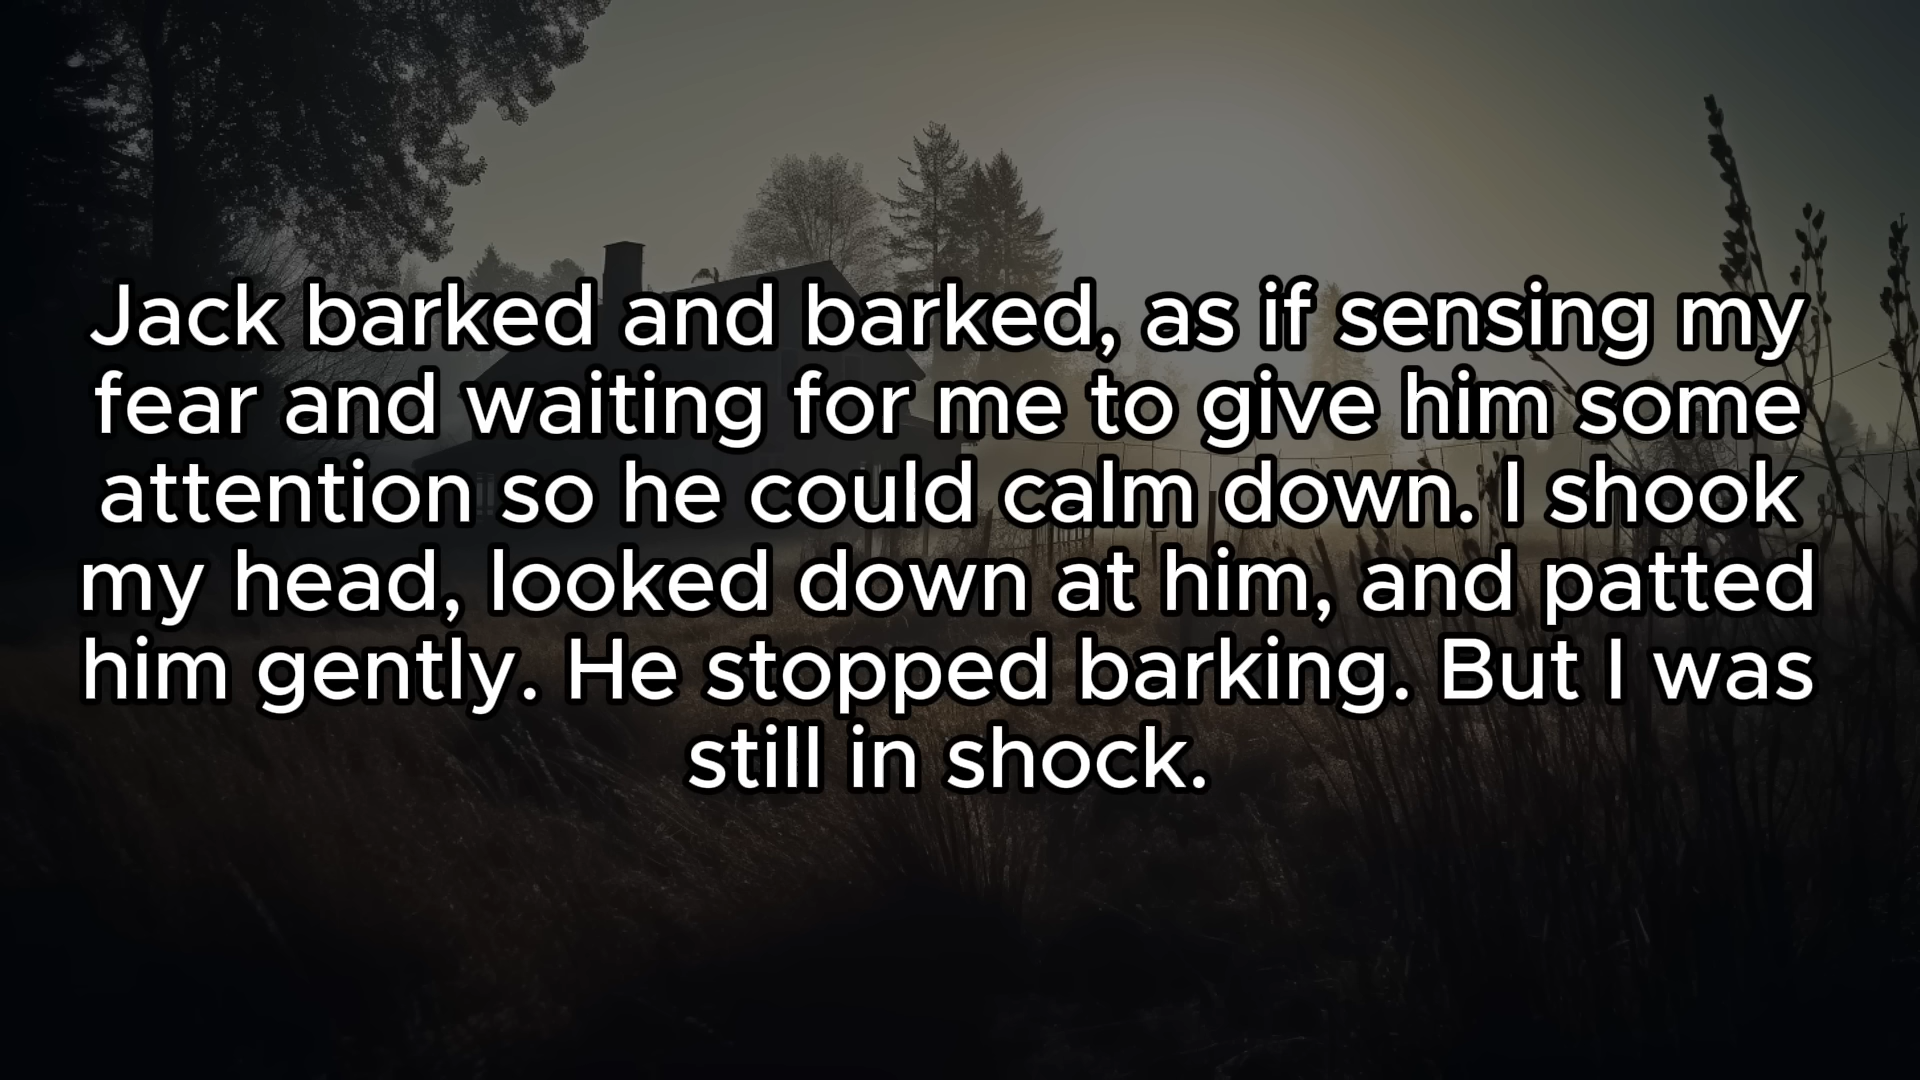 Jack barked and barked, as if sensing my
fear and waiting for me to give him some
attention so he could calm down. I shook
my head, looked down at him, and patted
him gently. He stopped barking. But I was
still in shock.